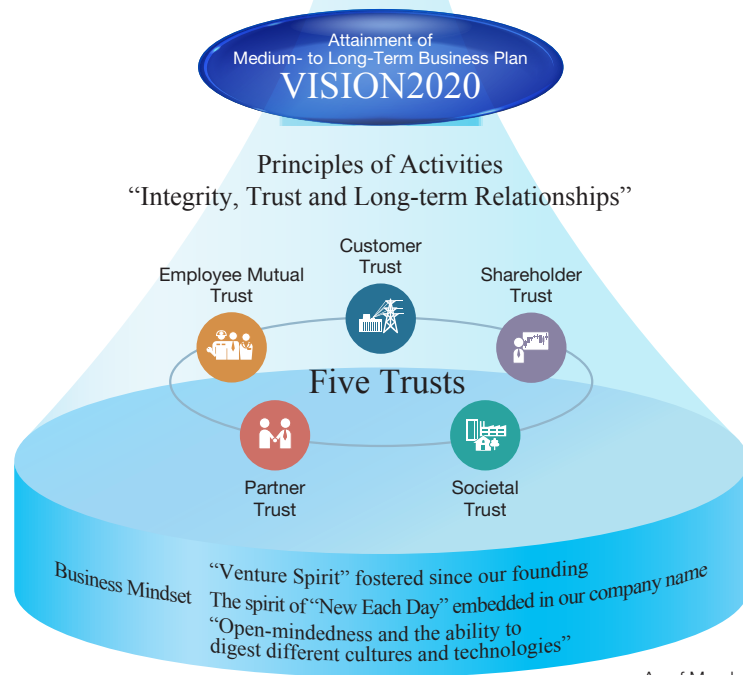 Attainment of
Medium- to Long-Term Business Plan
VISION2020
Principles of Activities
“Integrity, Trust and Long-term Relationships”
Customer
Trust
Employee Mutual
Trust
Shareholder
Trust
Five Trusts
Partner
Trust
Societal
Trust
Business Mindset
“Venture Spirit” fostered since our founding
The spirit of “New Each Day” embedded in our company name
“Open-mindedness and the ability to
digest different cultures and technologies”